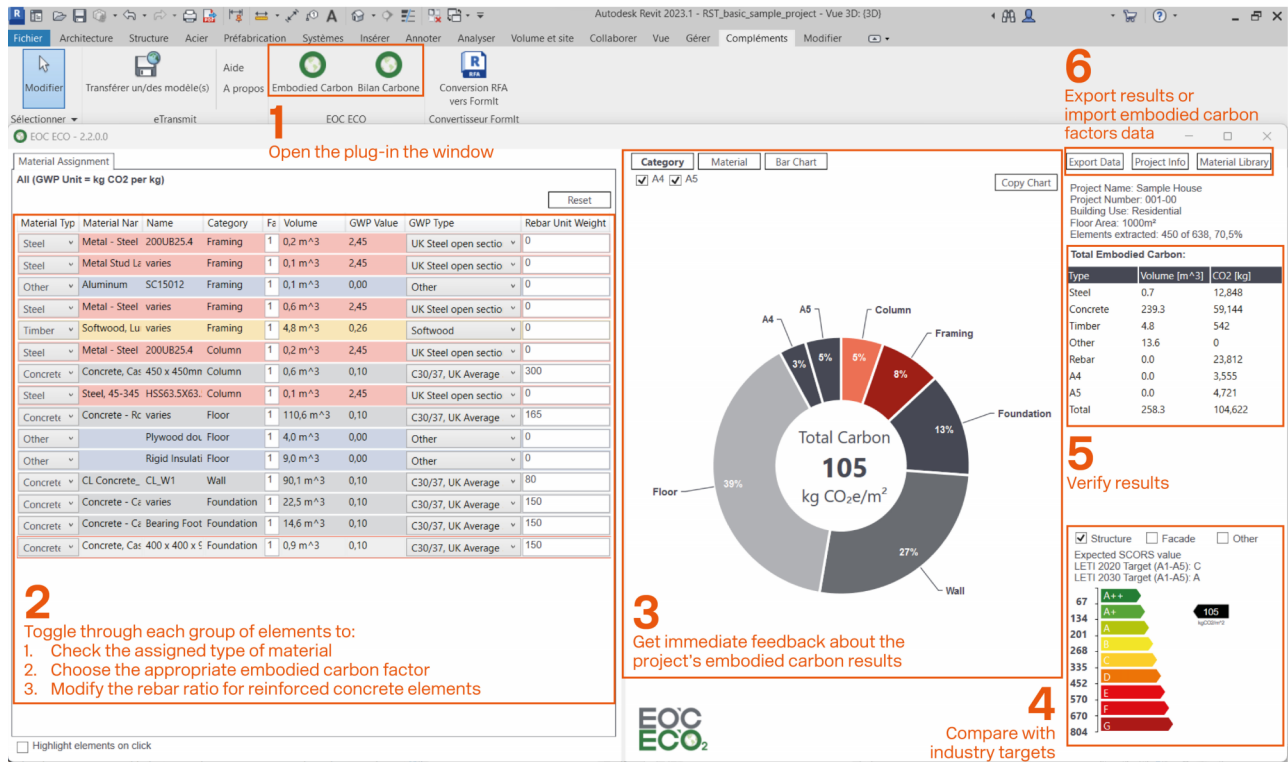 Autodesk Revit 2023.1 - RST_basic_sample_project - Vue 3D: {3D}
Fichier Architecture Structure Acier Préfabrication Systèmes Insérer Annoter Analyser Volume et site Collaborer Vue Gérer Compléments Modifier
Modifier
Transférer un/des modèle(s)
Aide
A propos
Embodied Carbon Bilan Carbone
Conversion RFA
vers FormIt
Sélectionner
eTransmit
EOC ECO
Convertisseur FormIt
1
Open the plug-in the window
6
Export results or
import embodied carbon
factors data
EOC ECO - 2.2.0.0
Material Assignment
All (GWP Unit = kg CO2 per kg)
Reset
Material Typ Material Nar Name Category Fa Volume GWP Value GWP Type Rebar Unit Weight
Steel Metal - Steel 200UB25.4 Framing 1 0,2 m^3 2,45 UK Steel open sectio 0
Steel Metal Stud La varies Framing 1 0,1 m^3 2,45 UK Steel open sectio 0
Other Aluminum SC15012 Framing 1 0,1 m^3 0,00 Other 0
Steel Metal - Steel varies Framing 1 0,6 m^3 2,45 UK Steel open sectio 0
Timber Softwood, Lu varies Framing 1 4,8 m^3 0,26 Softwood 0
Steel Metal - Steel 200UB25.4 Column 1 0,2 m^3 2,45 UK Steel open sectio 0
Concrete Concrete, Cas 450 x 450mn Column 1 0,6 m^3 0,10 C30/37, UK Average 300
Steel Steel, 45-345 HSS63.5X63. Column 1 0,1 m^3 2,45 UK Steel open sectio 0
Concrete Concrete - Rc varies Floor 1 110,6 m^3 0,10 C30/37, UK Average 165
Other Plywood dou Floor 1 4,0 m^3 0,00 Other 0
Other Rigid Insulati Floor 1 9,0 m^3 0,00 Other 0
Concrete CL Concrete_ CL_W1 Wall 1 90,1 m^3 0,10 C30/37, UK Average 80
Concrete Concrete - Ca varies Foundation 1 22,5 m^3 0,10 C30/37, UK Average 150
Concrete Concrete - Ca Bearing Foot Foundation 1 14,6 m^3 0,10 C30/37, UK Average 150
Concrete Concrete, Cas 400 x 400 x 9 Foundation 1 0,9 m^3 0,10 C30/37, UK Average 150
2
Toggle through each group of elements to:
1. Check the assigned type of material
2. Choose the appropriate embodied carbon factor
3. Modify the rebar ratio for reinforced concrete elements
Highlight elements on click
Category Material Bar Chart
A4 A5
Copy Chart
A4
A5
Column
Framing
Foundation
Wall
Floor
3%
5%
5%
8%
13%
27%
39%
Total Carbon
105
kg CO₂e/m²
3
Get immediate feedback about the
project's embodied carbon results
EOC
ECO₂
4
Compare with
industry targets
Export Data Project Info Material Library
Project Name: Sample House
Project Number: 001-00
Building Use: Residential
Floor Area: 1000m²
Elements extracted: 450 of 638, 70,5%
Total Embodied Carbon:
Type Volume [m^3] CO2 [kg]
Steel 0.7 12,848
Concrete 239.3 59,144
Timber 4.8 542
Other 13.6 0
Rebar 0.0 23,812
A4 0.0 3,555
A5 0.0 4,721
Total 258.3 104,622
5
Verify results
Structure Facade Other
Expected SCORS value
LETI 2020 Target (A1-A5): C
LETI 2030 Target (A1-A5): A
A++
67
A+
105
kgCO2/m^2
134
A
201
B
268
C
335
D
452
E
570
F
670
G
804